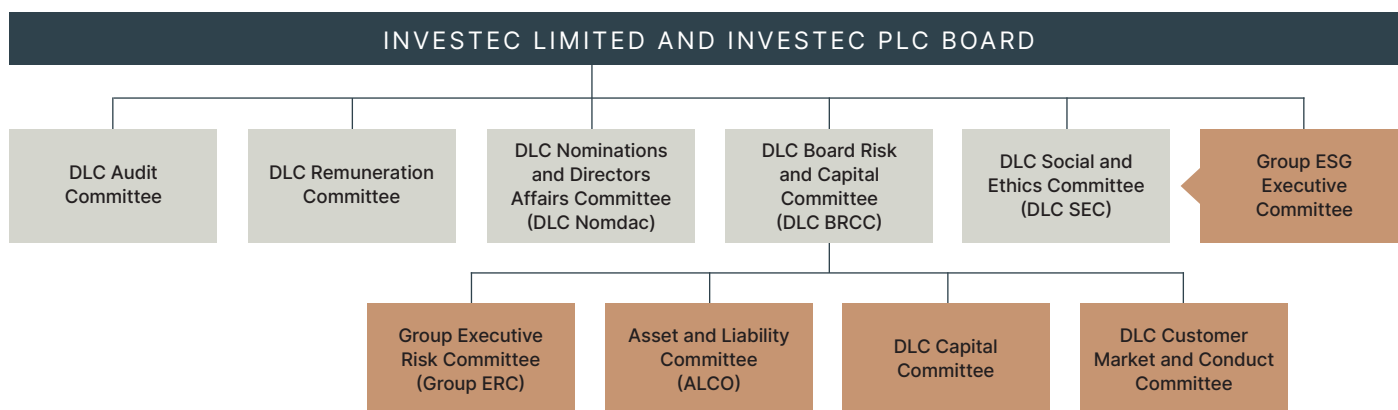 INVESTEC LIMITED AND INVESTEC PLC BOARD
DLC Audit
Committee
DLC Remuneration
Committee
DLC Nominations
and Directors
Affairs Committee
(DLC Nomdac)
DLC Board Risk
and Capital
Committee
(DLC BRCC)
DLC Social and
Ethics Committee
(DLC SEC)
Group ESG
Executive
Committee
Group Executive
Risk Committee
(Group ERC)
Asset and Liability
Committee
(ALCO)
DLC Capital
Committee
DLC Customer
Market and Conduct
Committee